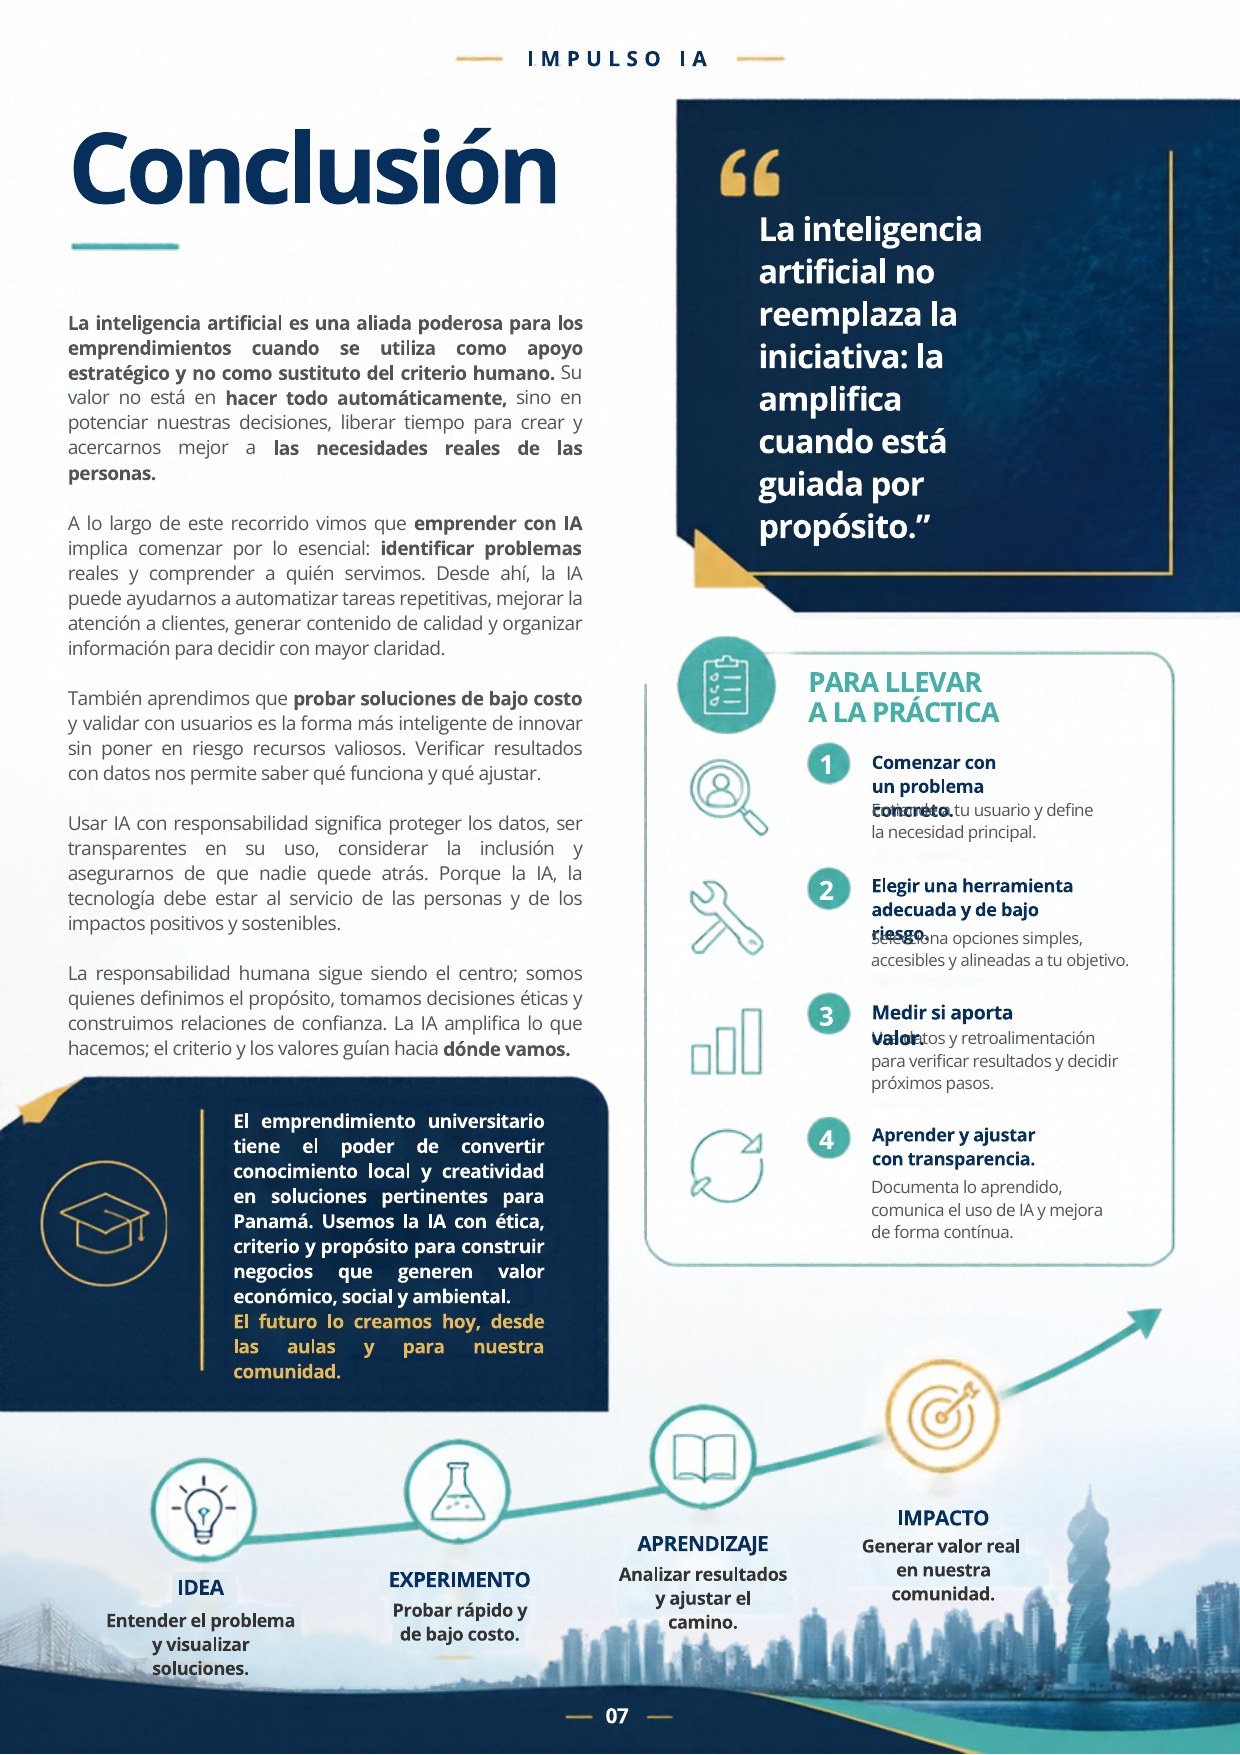 IMPULSO IA
Conclusión
La inteligencia artificial es una aliada poderosa para los
emprendimientos cuando se utiliza como apoyo
estratégico y no como sustituto del criterio humano. Su
valor no está en hacer todo automáticamente, sino en
potenciar nuestras decisiones, liberar tiempo para crear y
acercarnos mejor a las necesidades reales de las
personas.
A lo largo de este recorrido vimos que emprender con IA
implica comenzar por lo esencial: identificar problemas
reales y comprender a quién servimos. Desde ahí, la IA
puede ayudarnos a automatizar tareas repetitivas, mejorar la
atención a clientes, generar contenido de calidad y organizar
información para decidir con mayor claridad.
También aprendimos que probar soluciones de bajo costo
y validar con usuarios es la forma más inteligente de innovar
sin poner en riesgo recursos valiosos. Verificar resultados
con datos nos permite saber qué funciona y qué ajustar.
Usar IA con responsabilidad significa proteger los datos, ser
transparentes en su uso, considerar la inclusión y
asegurarnos de que nadie quede atrás. Porque la IA, la
tecnología debe estar al servicio de las personas y de los
impactos positivos y sostenibles.
La responsabilidad humana sigue siendo el centro; somos
quienes definimos el propósito, tomamos decisiones éticas y
construimos relaciones de confianza. La IA amplifica lo que
hacemos; el criterio y los valores guían hacia dónde vamos.
El emprendimiento universitario
tiene el poder de convertir
conocimiento local y creatividad
en soluciones pertinentes para
Panamá. Usemos la IA con ética,
criterio y propósito para construir
negocios que generen valor
económico, social y ambiental.
El futuro lo creamos hoy, desde
las aulas y para nuestra
comunidad.
“
La inteligencia
artificial no
reemplaza la
iniciativa: la
amplifica
cuando está
guiada por
propósito.”
PARA LLEVAR
A LA PRÁCTICA
1
Comenzar con
un problema
concreto.
tu usuario y define
la necesidad principal.
2
Elegir una herramienta
adecuada y de bajo
riesgo.
Selecciona opciones simples,
accesibles y alineadas a tu objetivo.
3
Medir si aporta
valor.
datos y retroalimentación
para verificar resultados y decidir
próximos pasos.
4
Aprender y ajustar
con transparencia.
Documenta lo aprendido,
comunica el uso de IA y mejora
de forma contínua.
IDEA
Entender el problema
y visualizar
soluciones.
EXPERIMENTO
Probar rápido y
de bajo costo.
APRENDIZAJE
Analizar resultados
y ajustar el
camino.
IMPACTO
Generar valor real
en nuestra
comunidad.
07